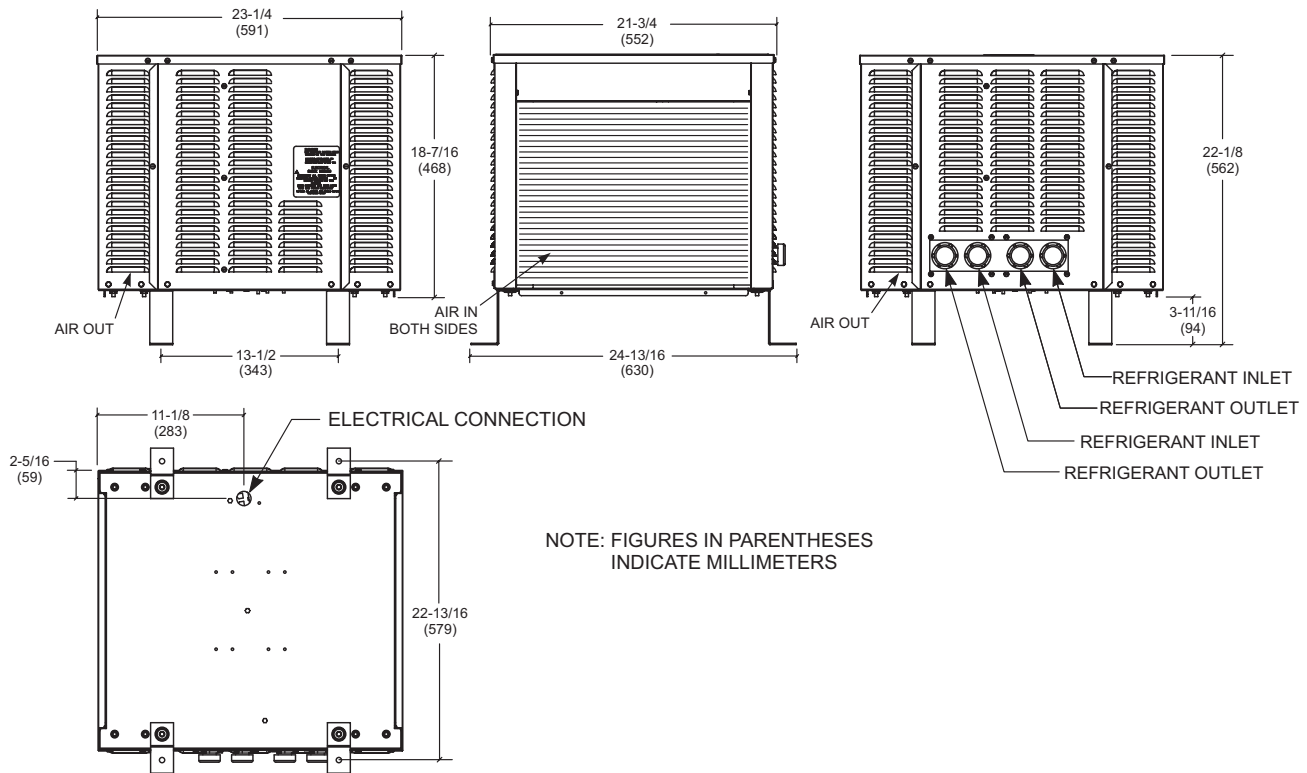 23-1/4
(591)
21-3/4
(552)
18-7/16
(468)
22-1/8
(562)
AIR OUT
13-1/2
(343)
AIR IN
BOTH SIDES
24-13/16
(630)
AIR OUT
3-11/16
(94)
REFRIGERANT INLET
REFRIGERANT OUTLET
REFRIGERANT INLET
REFRIGERANT OUTLET
11-1/8
(283)
ELECTRICAL CONNECTION
2-5/16
(59)
22-13/16
(579)
NOTE: FIGURES IN PARENTHESES
INDICATE MILLIMETERS